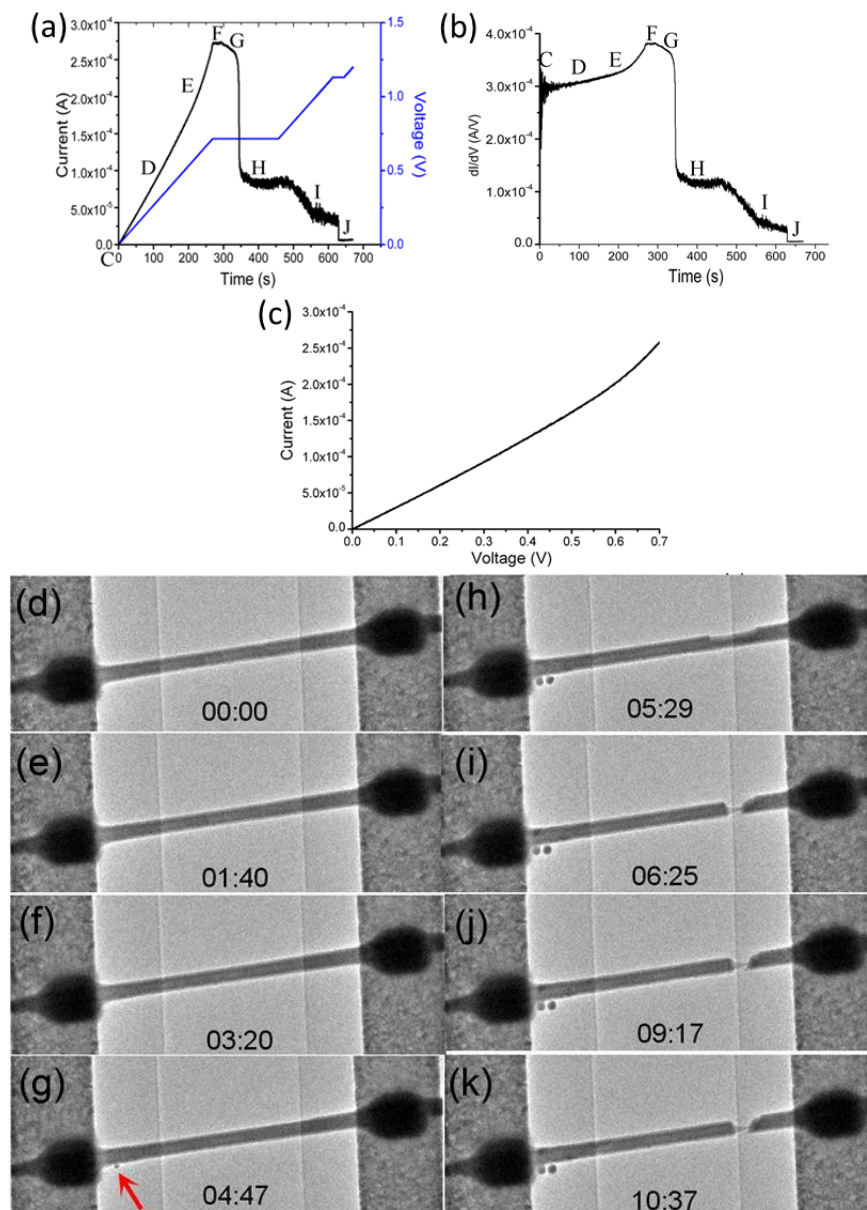 (a)
Current (A)
3.0x10⁻⁴
2.5x10⁻⁴
2.0x10⁻⁴
1.5x10⁻⁴
1.0x10⁻⁴
5.0x10⁻⁵
0.0
C
D
E
F
G
H
I
J
0 100 200 300 400 500 600 700
Time (s)
1.5
1.0
0.5
0.0
Voltage (V)
(b)
dI/dV (A/V)
4.0x10⁻⁴
3.0x10⁻⁴
2.0x10⁻⁴
1.0x10⁻⁴
0.0
C
D
E
F
G
H
I
J
0 100 200 300 400 500 600 700
Time (s)
(c)
Current (A)
3.0x10⁻⁴
2.5x10⁻⁴
2.0x10⁻⁴
1.5x10⁻⁴
1.0x10⁻⁴
5.0x10⁻⁵
0.0
0.0 0.1 0.2 0.3 0.4 0.5 0.6 0.7
Voltage (V)
(d)
00:00
(e)
01:40
(f)
03:20
(g)
04:47
(h)
05:29
(i)
06:25
(j)
09:17
(k)
10:37